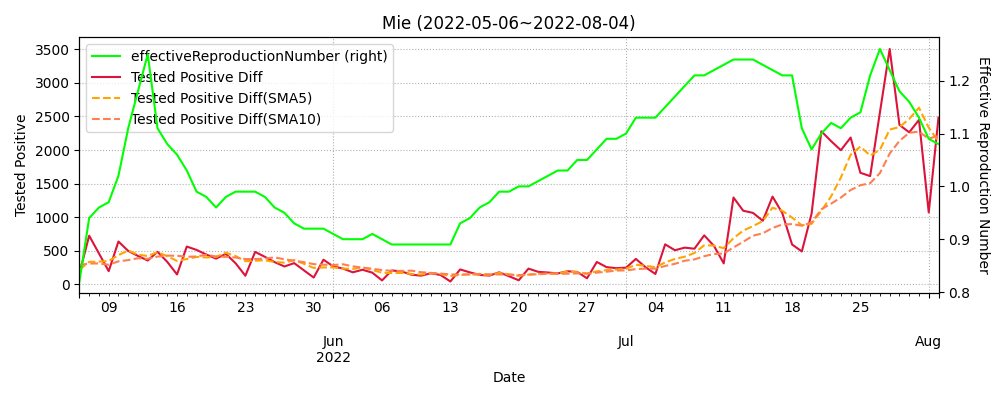 Mie (2022-05-06~2022-08-04)
effectiveReproductionNumber (right)
Tested Positive Diff
Tested Positive Diff(SMA5)
Tested Positive Diff(SMA10)
Tested Positive
3500
3000
2500
2000
1500
1000
500
0
Effective Reproduction Number
1.2
1.1
1.0
0.9
0.8
09 16 23 30 06 13 20 27 04 11 18 25
Jun Jul Aug
2022
Date